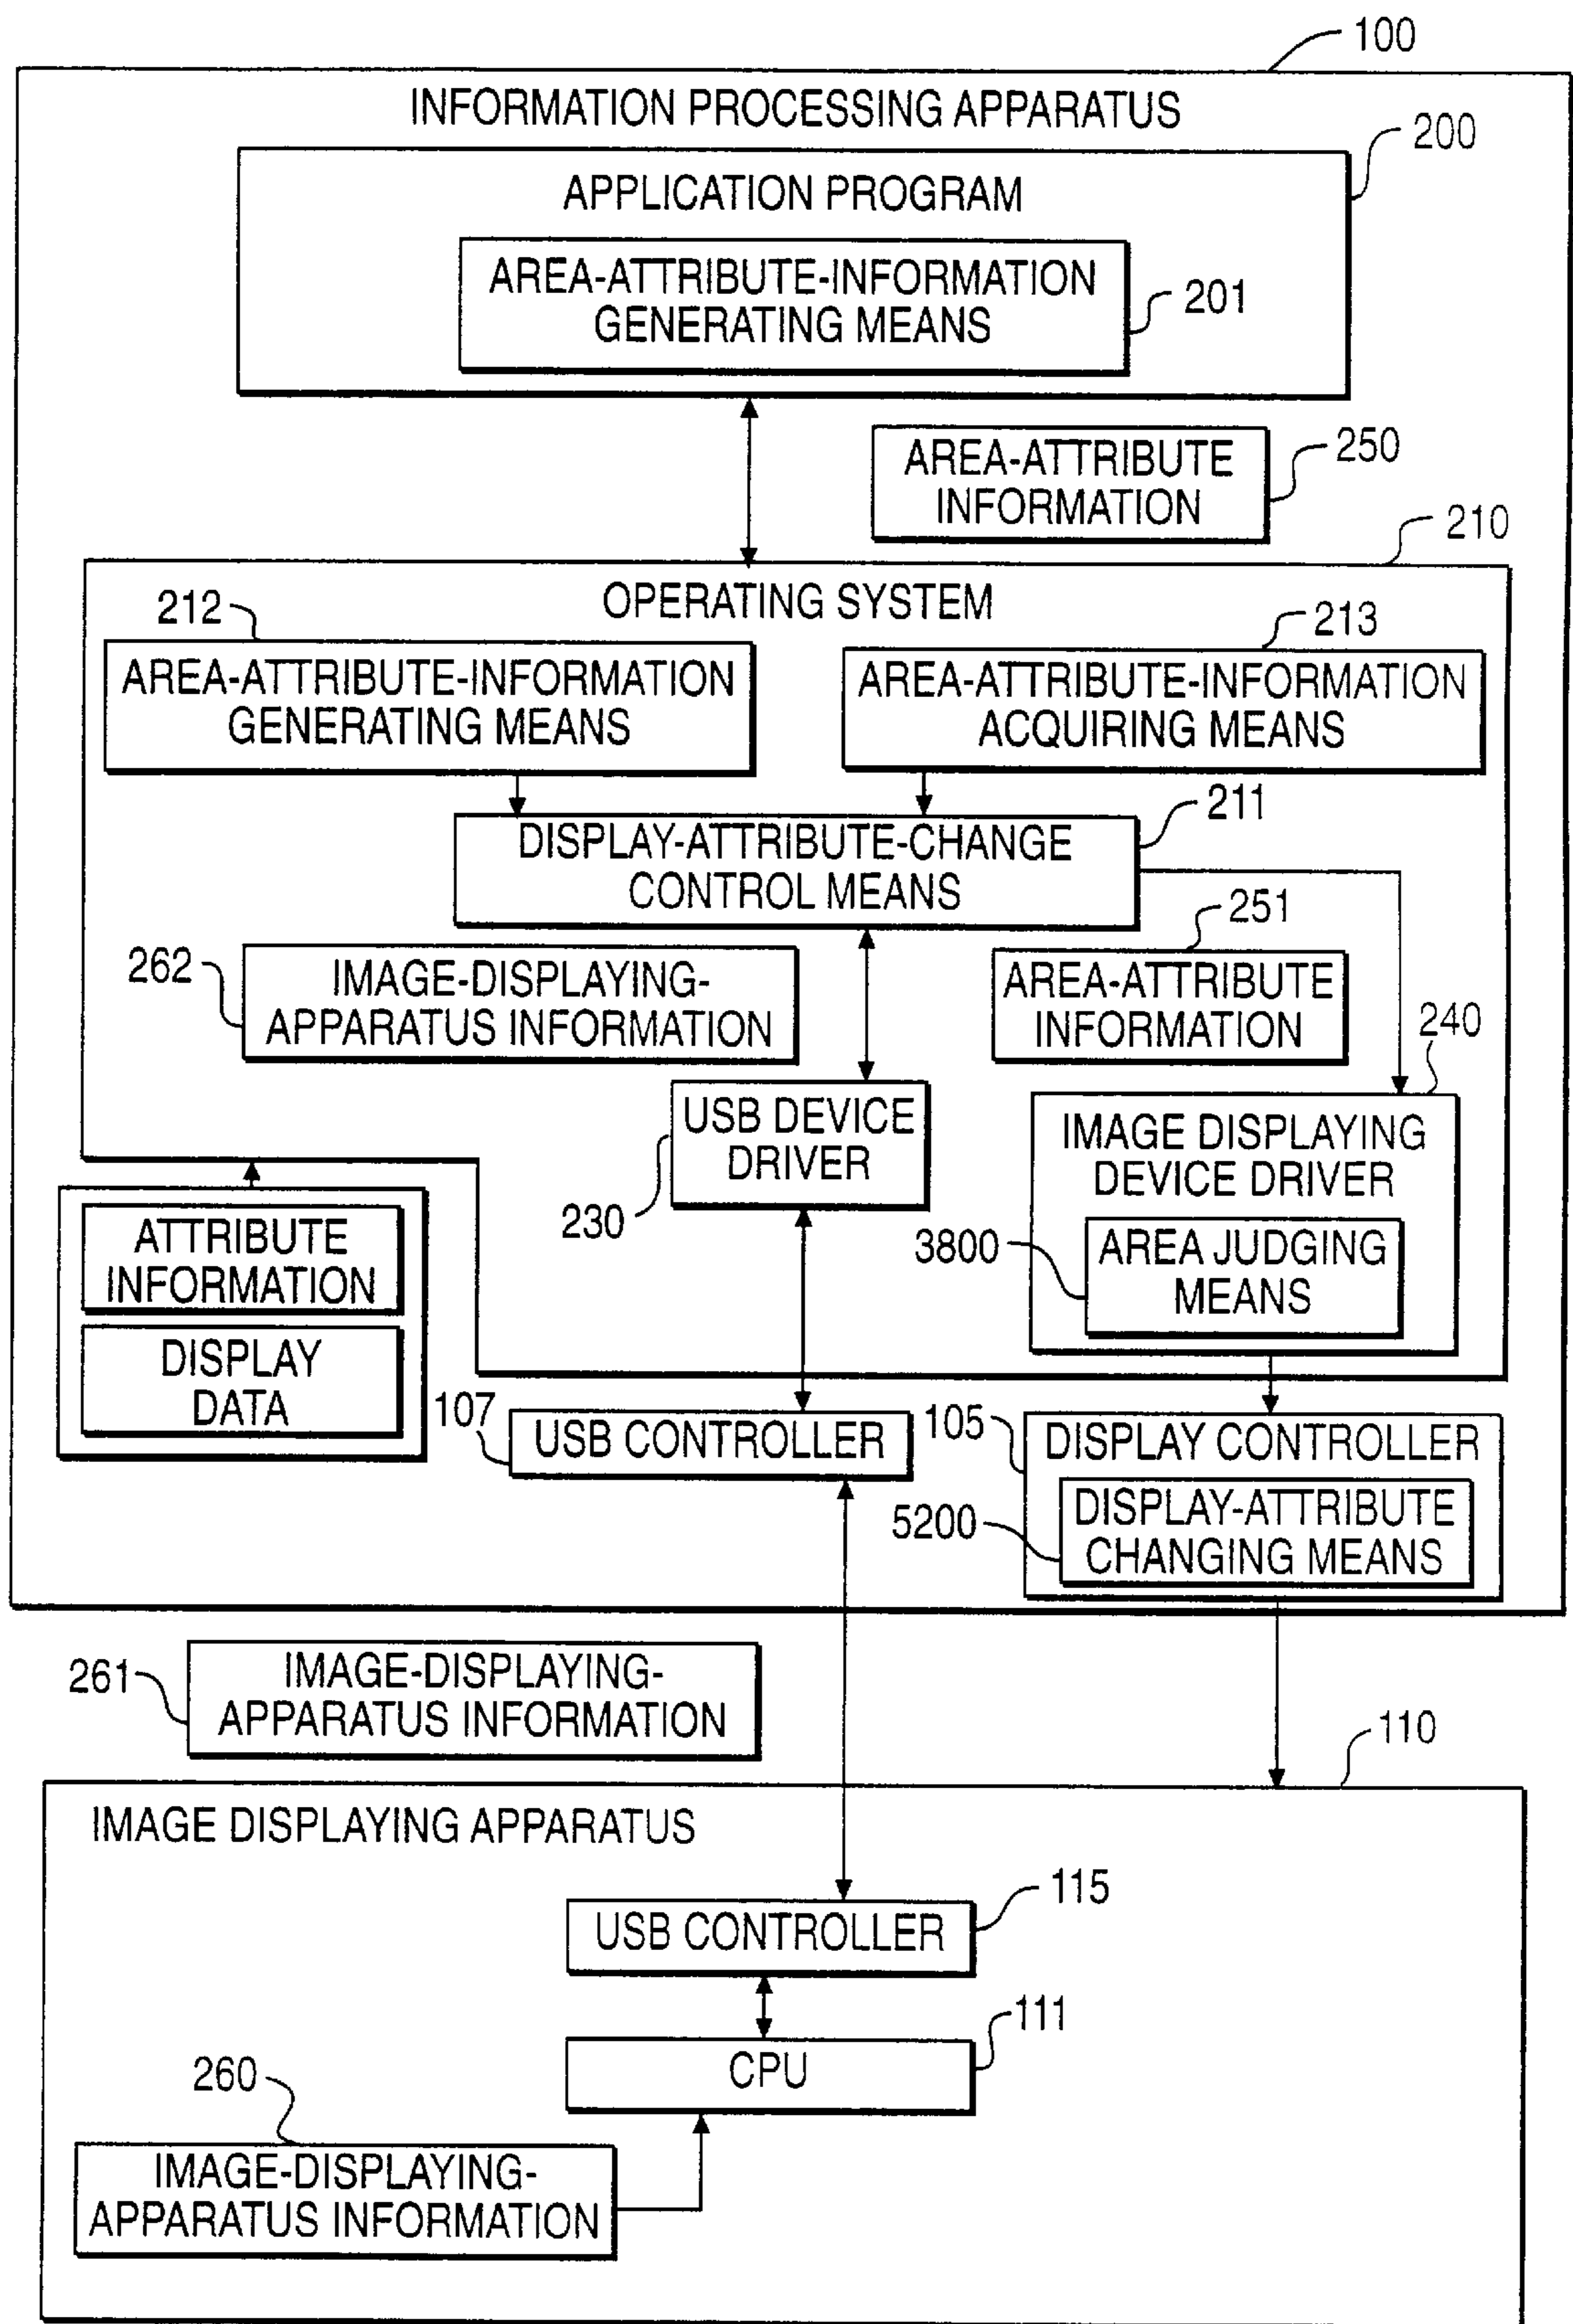 100
INFORMATION PROCESSING APPARATUS
200
APPLICATION PROGRAM
AREA-ATTRIBUTE-INFORMATION
GENERATING MEANS
201
AREA-ATTRIBUTE
INFORMATION
250
210
OPERATING SYSTEM
212
213
AREA-ATTRIBUTE-INFORMATION
GENERATING MEANS
AREA-ATTRIBUTE-INFORMATION
ACQUIRING MEANS
211
DISPLAY-ATTRIBUTE-CHANGE
CONTROL MEANS
251
262
IMAGE-DISPLAYING-
APPARATUS INFORMATION
AREA-ATTRIBUTE
INFORMATION
240
USB DEVICE
DRIVER
230
IMAGE DISPLAYING
DEVICE DRIVER
3800
AREA JUDGING
MEANS
ATTRIBUTE
INFORMATION
DISPLAY
DATA
107
USB CONTROLLER
105
DISPLAY CONTROLLER
5200
DISPLAY-ATTRIBUTE
CHANGING MEANS
261
IMAGE-DISPLAYING-
APPARATUS INFORMATION
110
IMAGE DISPLAYING APPARATUS
115
USB CONTROLLER
111
CPU
260
IMAGE-DISPLAYING-
APPARATUS INFORMATION